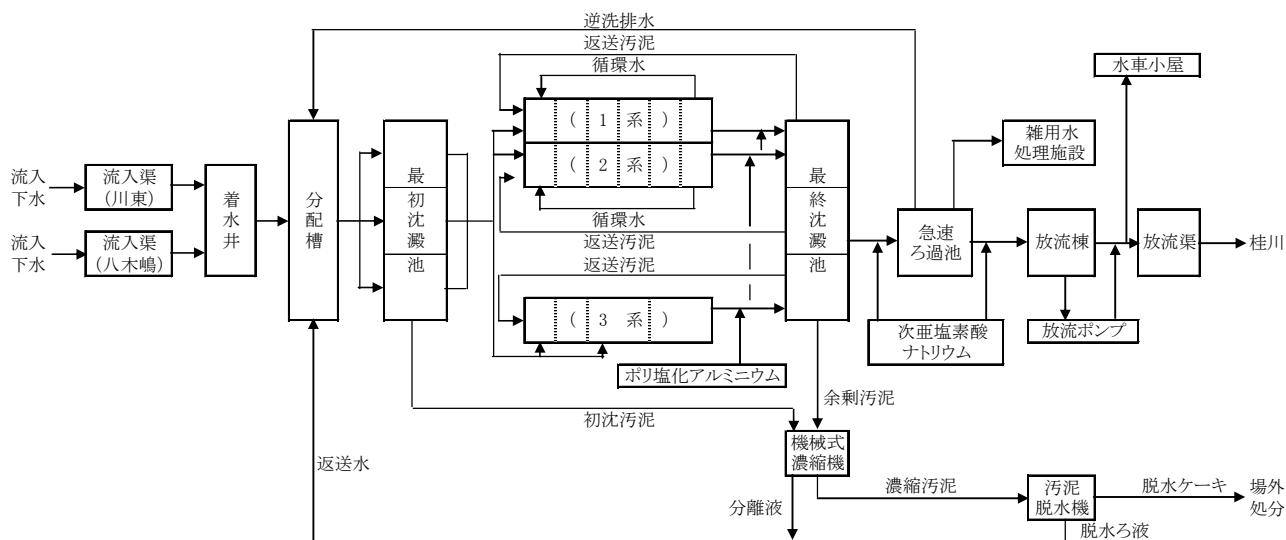 逆洗排水
返送汚泥
循環水
水車小屋
( 1 系 )
( 2 系 )
循環水
返送汚泥
返送汚泥
( 3 系 )
流入
下水
流入渠
(川東)
流入
下水
流入渠
(八木嶋)
着水井
分配槽
最初沈澱池
最終沈澱池
雑用水
処理施設
急速
ろ過池
放流棟
放流渠
桂川
次亜塩素酸
ナトリウム
放流ポンプ
ポリ塩化アルミニウム
余剰汚泥
初沈汚泥
機械式
濃縮機
返送水
分離液
濃縮汚泥
汚泥
脱水機
脱水ケーキ
場外
処分
脱水ろ液